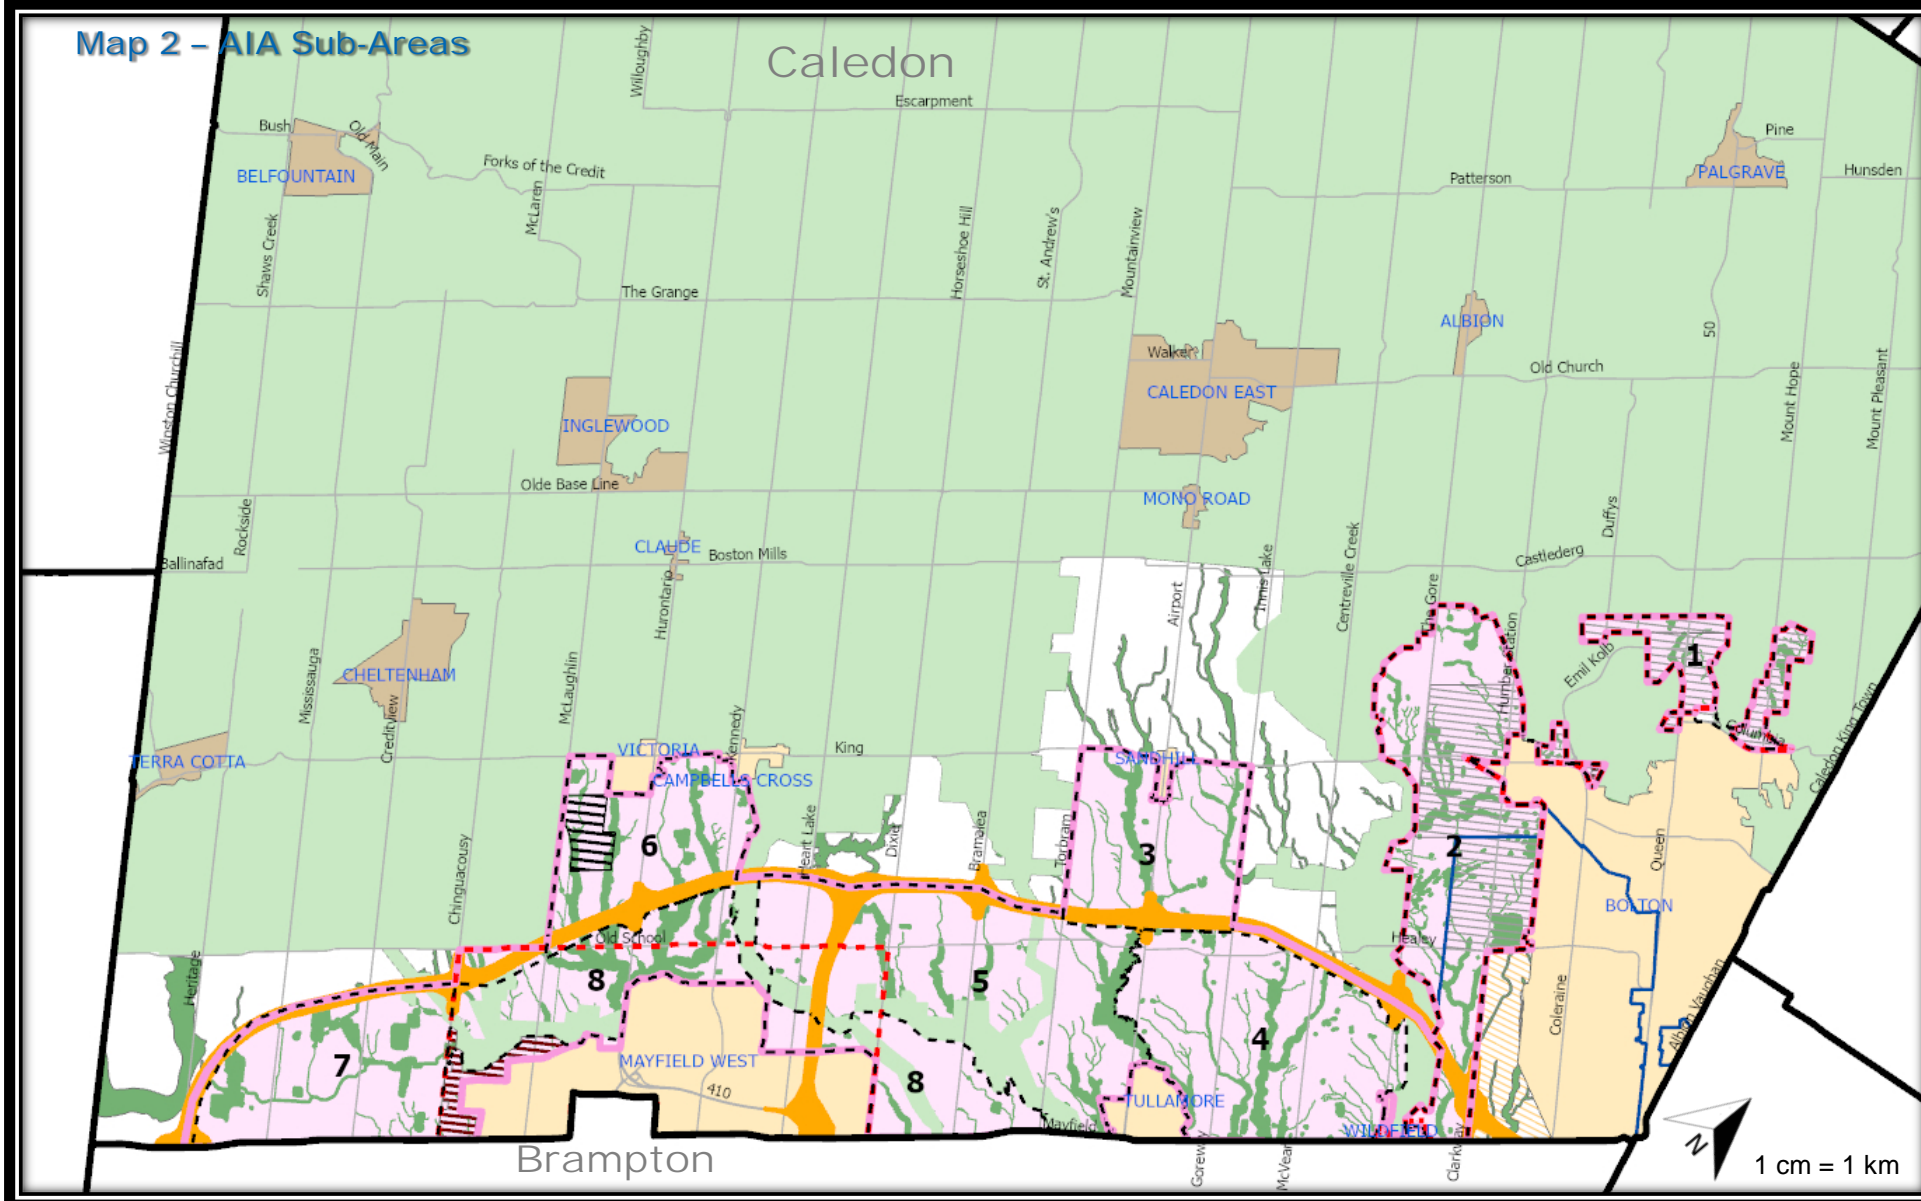 Map 2 – AIA Sub-Areas
Caledon
Willoughby
Escarpment
Bush
Old Main
Pine
BELFOUNTAIN
Forks of the Credit
Patterson
PALGRAVE
Hunsden
McLaren
Shaws Creek
Horseshoe Hill
St. Andrew's
Mountainview
The Grange
ALBION
50
Winston Churchill
Walker
Old Church
CALEDON EAST
Mount Hope
Mount Pleasant
INGLEWOOD
Olde Base Line
MONO ROAD
Rockside
Duffys
CLAUDE
Boston Mills
Ballinafad
Castlederg
Hurontario
Airport
Innis Lake
Centreville Creek
The Gore
Humber Station
Emil Kolb
1
CHELTENHAM
Mississauga
Creditview
McLaughlin
Kennedy
Columbia
Caledon King Town
TERRA COTTA
VICTORIA
King
SANDHILL
CAMPBELLS CROSS
Heart Lake
Dixie
Bramalea
Torbram
6
3
2
Queen
Chinguacousy
BOLTON
Old School
Healey
Heritage
8
5
Coleraine
Albion Vaughan
7
4
MAYFIELD WEST
410
8
TULLAMORE
Mayfield
WILDFIELD
Brampton
Goreway
McVean
Clarkway
N
1 cm = 1 km